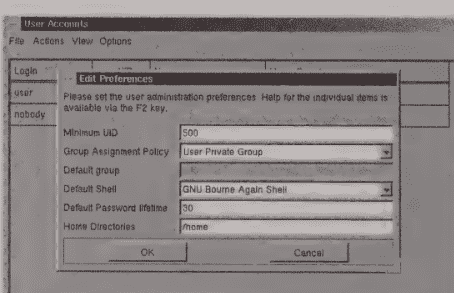 User Accounts
File Actions View Options
Login
user
nobody
Edit Preferences
Please set the user administration preferences Help for the individual items is
available via the F2 key.
Minimum UID 500
Group Assignment Policy User Private Group
Default group
Default Shell GNU Bourne Again Shell
Default Password lifetime 30
Home Directories /home
OK Cancel